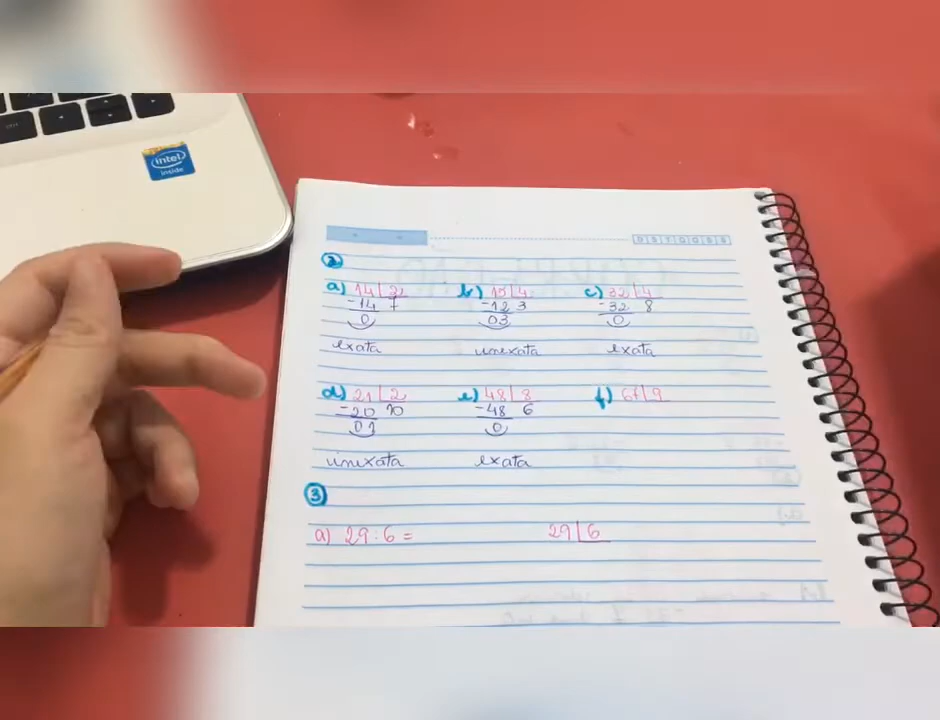 intel
inside
2
a) 14 | 2 b) 15 | 4 c) 32 | 4
-14 7 -12 3 -32 8
0 03 0
exata inexata exata
d) 21 | 2 e) 48 | 8 f) 67 | 9
-20 10 -48 6
01 0
inexata exata
3
a) 29 : 6 = 29 | 6